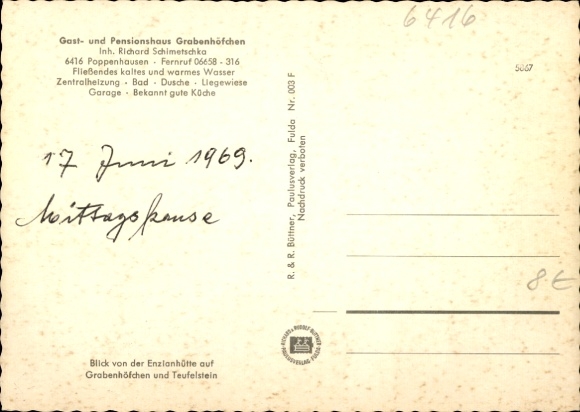 6416
Gast- und Pensionshaus Grabenhöfchen
Inh. Richard Schimetschka
6416 Poppenhausen · Fernruf 06658 - 316
Fließendes kaltes und warmes Wasser
Zentralheizung · Bad · Dusche · Liegewiese
Garage · Bekannt gute Küche
5067
17 Juni 1969.
Mittagspause
R. & R. Büttner, Paulusverlag, Fulda Nr. 003 F
Nachdruck verboten
8€
Blick von der Enzianhütte auf
Grabenhöfchen und Teufelstein